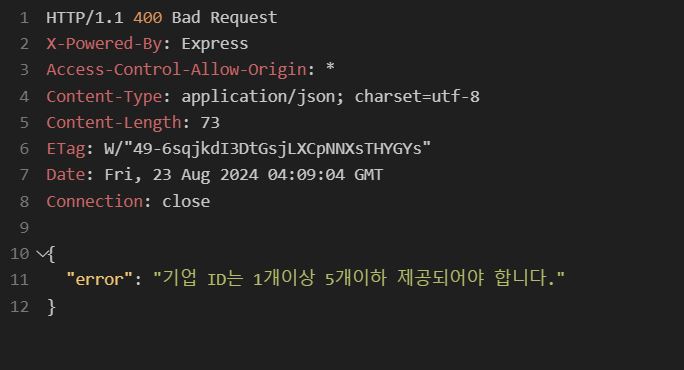 1 HTTP/1.1 400 Bad Request
2 X-Powered-By: Express
3 Access-Control-Allow-Origin: *
4 Content-Type: application/json; charset=utf-8
5 Content-Length: 73
6 ETag: W/"49-6sqjkdI3DtGsjLXCpNNXsTHYGYs"
7 Date: Fri, 23 Aug 2024 04:09:04 GMT
8 Connection: close
9
10 {
11 "error": "기업 ID는 1개이상 5개이하 제공되어야 합니다."
12 }